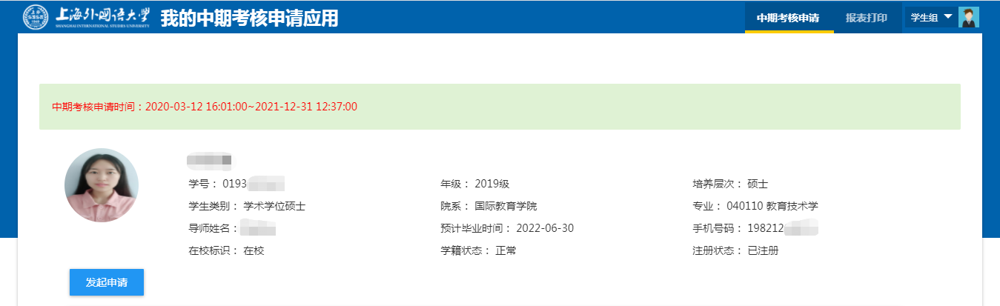 上海外国语大学 我的中期考核申请应用 中期考核申请 报表打印 学生组
SHANGHAI INTERNATIONAL STUDIES UNIVERSITY
中期考核申请时间：2020-03-12 16:01:00~2021-12-31 12:37:00
学号： 0193 年级： 2019级 培养层次： 硕士
学生类别： 学术学位硕士 院系： 国际教育学院 专业： 040110 教育技术学
导师姓名： 预计毕业时间： 2022-06-30 手机号码： 198212
在校标识： 在校 学籍状态： 正常 注册状态： 已注册
发起申请